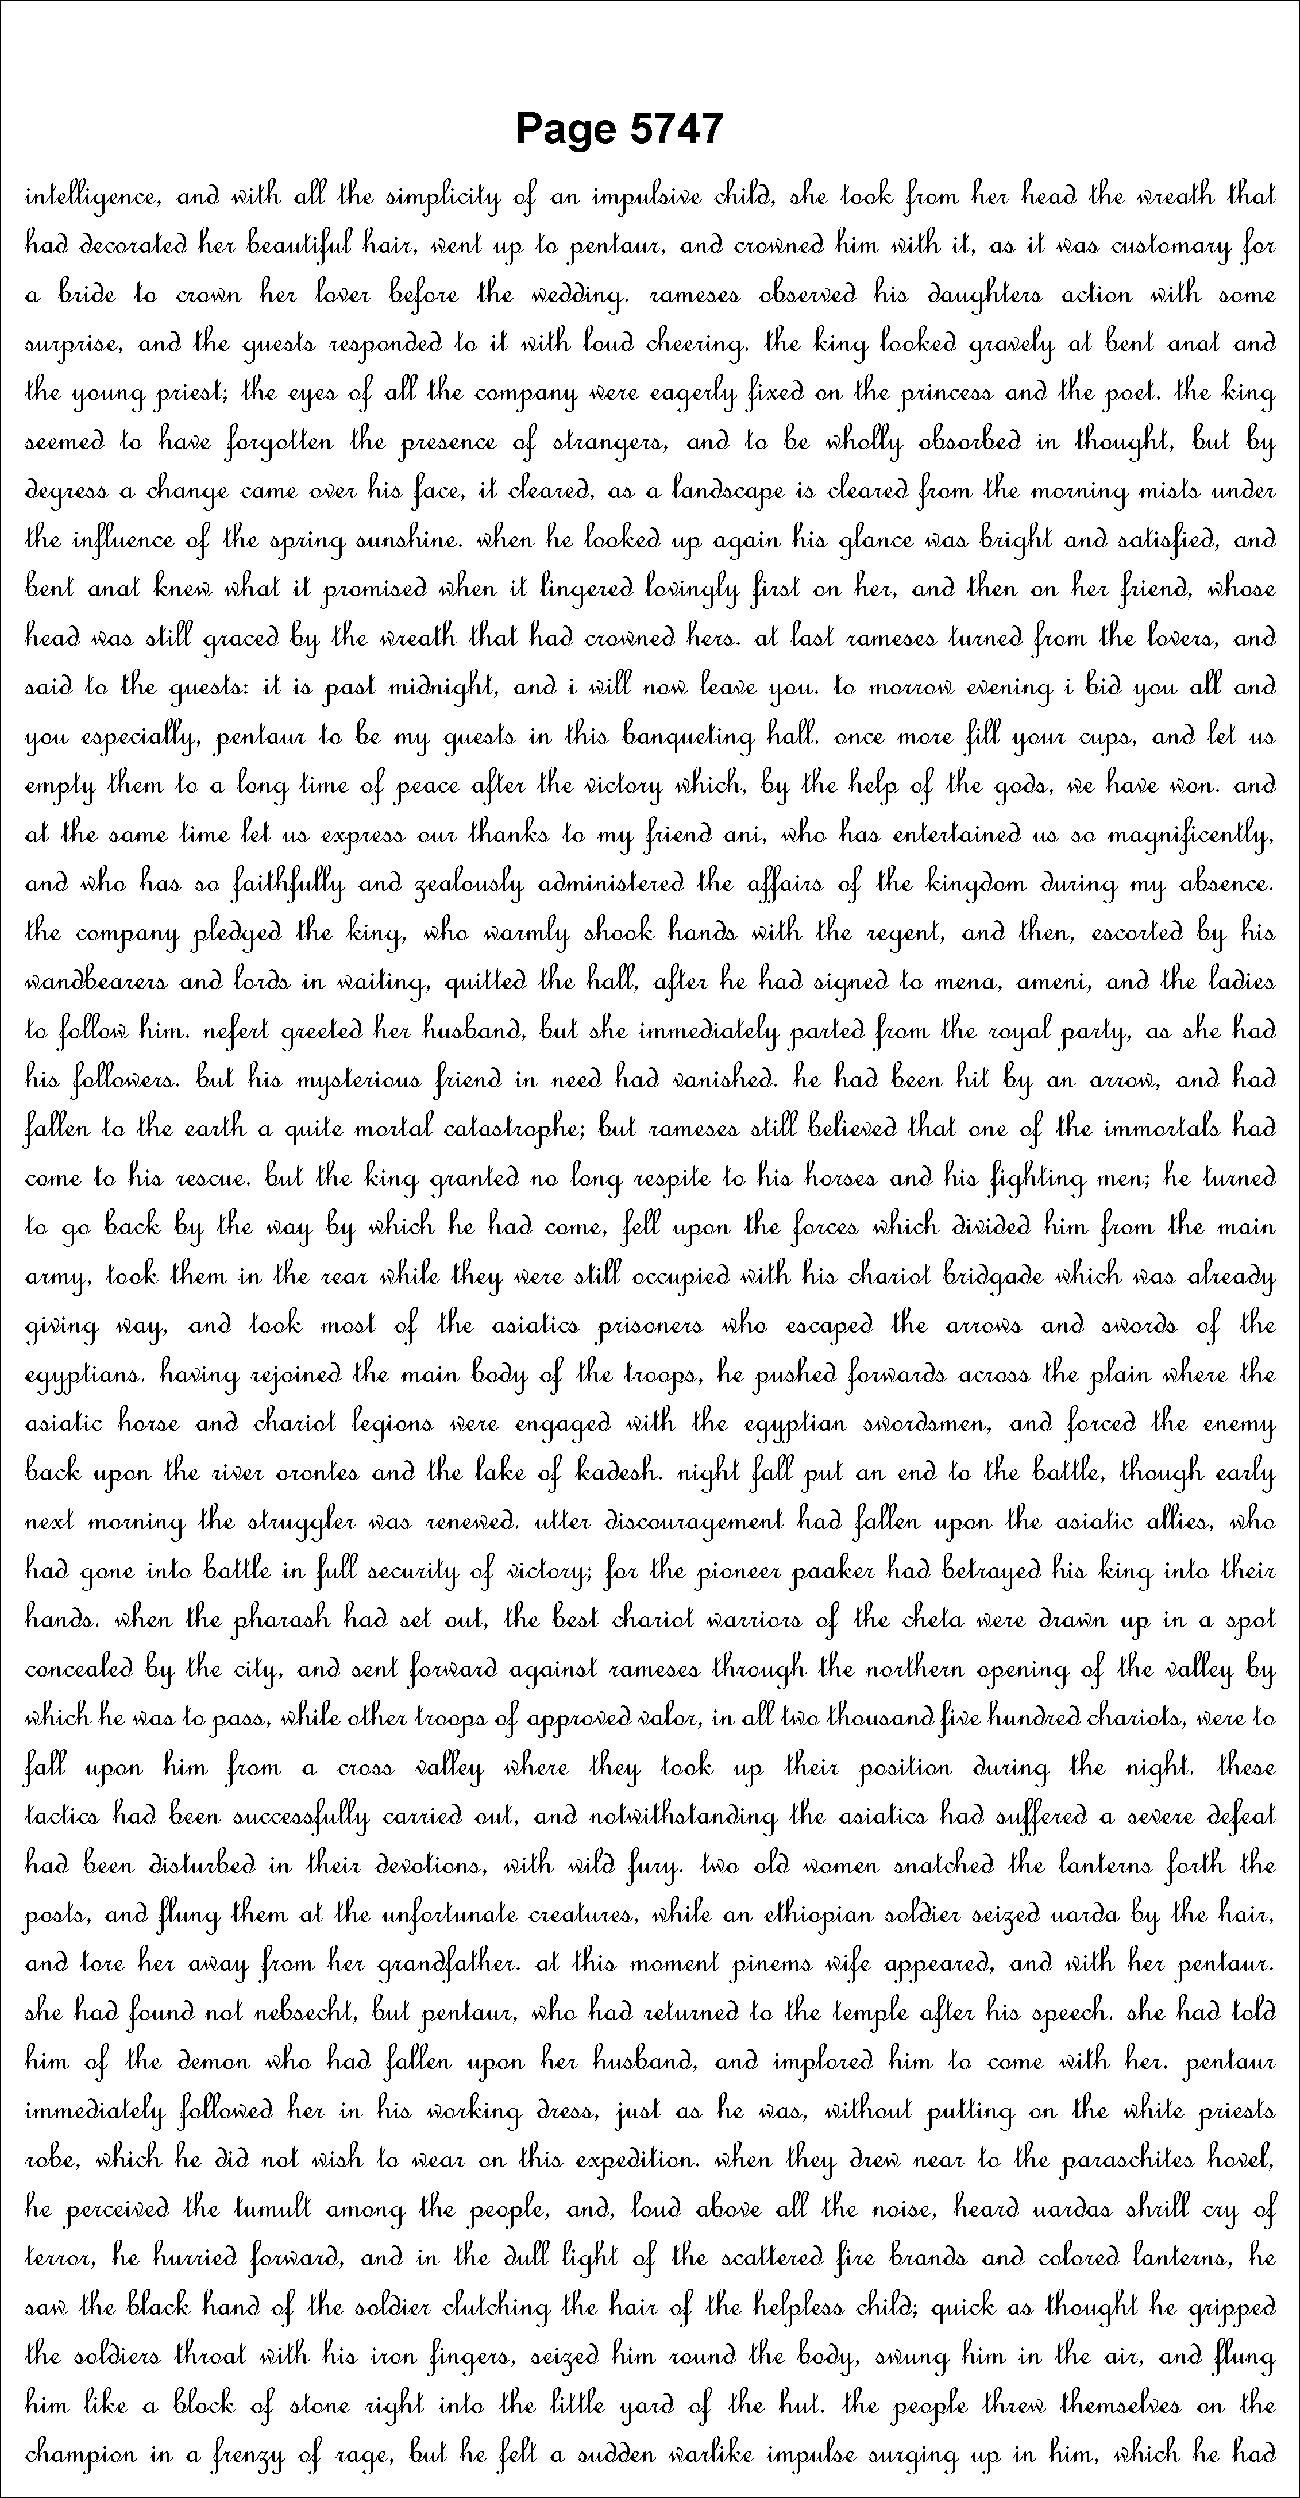 Page 5747
intelligence, and with all the simplicity of an impulsive child, she took from her head the wreath that
had decorated her beautiful hair, went up to pentaur, and crowned him with it, as it was customary for
a bride to crown her lover before the wedding. rameses observed his daughters action with some
surprise, and the guests responded to it with loud cheering. the king looked gravely at bent anat and
the young priest; the eyes of all the company were eagerly fixed on the princess and the poet. the king
seemed to have forgotten the presence of strangers, and to be wholly obsorbed in thought, but by
degress a change came over his face, it cleared, as a landscape is cleared from the morning mists under
the influence of the spring sunshine. when he looked up again his glance was bright and satisfied, and
bent anat knew what it promised when it lingered lovingly first on her, and then on her friend, whose
head was still graced by the wreath that had crowned hers. at last rameses turned from the lovers, and
said to the guests: it is past midnight, and i will now leave you. to morrow evening i bid you all and
you especially, pentaur to be my guests in this banqueting hall. once more fill your cups, and let us
empty them to a long time of peace after the victory which, by the help of the gods, we have won. and
at the same time let us express our thanks to my friend ani, who has entertained us so magnificently,
and who has so faithfully and zealously administered the affairs of the kingdom during my absence.
the company pledged the king, who warmly shook hands with the regent, and then, escorted by his
wandbearers and lords in waiting, quitted the hall, after he had signed to mena, ameni, and the ladies
to follow him. nefert greeted her husband, but she immediately parted from the royal party, as she had
his followers. but his mysterious friend in need had vanished. he had been hit by an arrow, and had
fallen to the earth a quite mortal catastrophe; but rameses still believed that one of the immortals had
come to his rescue. but the king granted no long respite to his horses and his fighting men; he turned
to go back by the way by which he had come, fell upon the forces which divided him from the main
army, took them in the rear while they were still occupied with his chariot bridgade which was already
giving way, and took most of the asiatics prisoners who escaped the arrows and swords of the
egyptians. having rejoined the main body of the troops, he pushed forwards across the plain where the
asiatic horse and chariot legions were engaged with the egyptian swordsmen, and forced the enemy
back upon the river orontes and the lake of kadesh. night fall put an end to the battle, though early
next morning the struggler was renewed. utter discouragement had fallen upon the asiatic allies, who
had gone into battle in full security of victory; for the pioneer paaker had betrayed his king into their
hands. when the pharash had set out, the best chariot warriors of the cheta were drawn up in a spot
concealed by the city, and sent forward against rameses through the northern opening of the valley by
which he was to pass, while other troops of approved valor, in all two thousand five hundred chariots, were to
fall upon him from a cross valley where they took up their position during the night. these
tactics had been successfully carried out, and notwithstanding the asiatics had suffered a severe defeat
had been disturbed in their devotions, with wild fury. two old women snatched the lanterns forth the
posts, and flung them at the unfortunate creatures, while an ethiopian soldier seized uarda by the hair,
and tore her away from her grandfather. at this moment pinems wife appeared, and with her pentaur.
she had found not nebsecht, but pentaur, who had returned to the temple after his speech. she had told
him of the demon who had fallen upon her husband, and implored him to come with her. pentaur
immediately followed her in his working dress, just as he was, without putting on the white priests
robe, which he did not wish to wear on this expedition. when they drew near to the paraschites hovel,
he perceived the tumult among the people, and, loud above all the noise, heard uardas shrill cry of
terror, he hurried forward, and in the dull light of the scattered fire brands and colored lanterns, he
saw the black hand of the soldier clutching the hair of the helpless child; quick as thought he gripped
the soldiers throat with his iron fingers, seized him round the body, swung him in the air, and flung
him like a block of stone right into the little yard of the hut. the people threw themselves on the
champion in a frenzy of rage, but he felt a sudden warlike impulse surging up in him, which he had